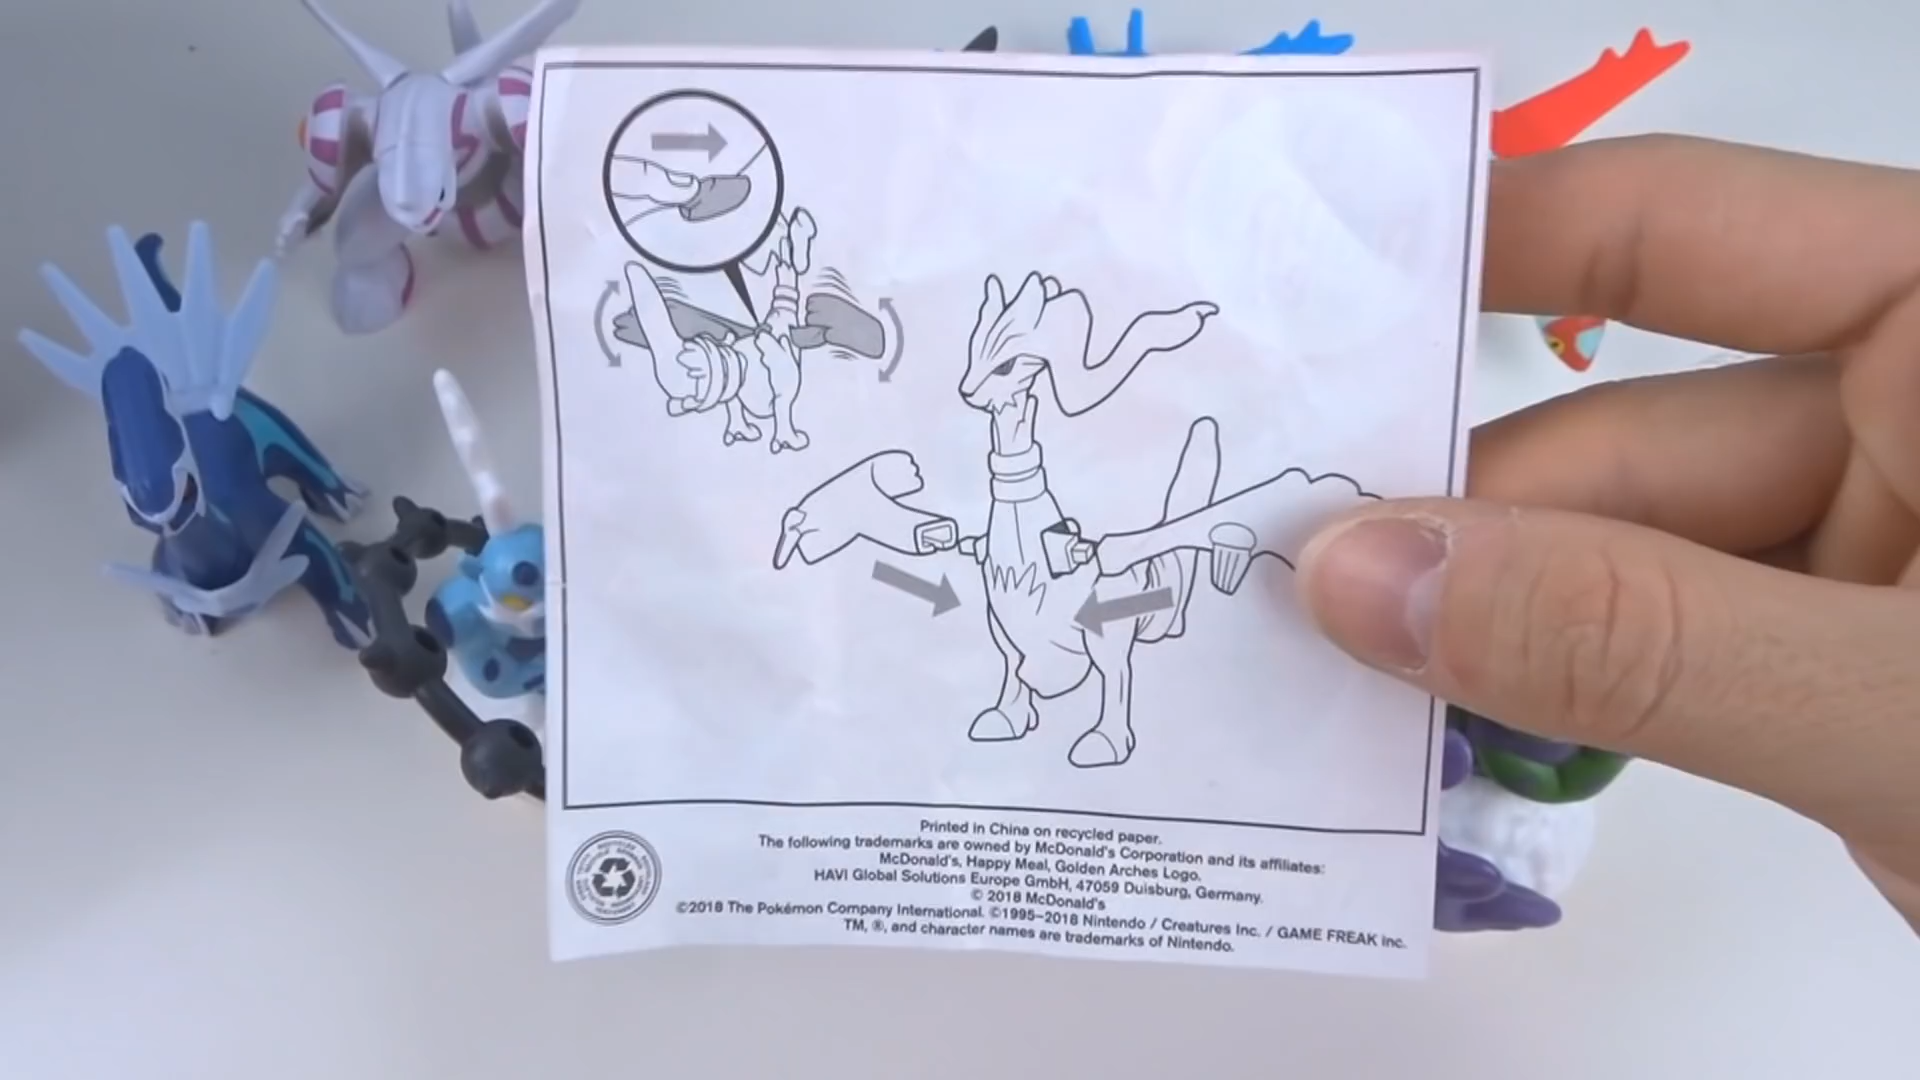 Printed in China on recycled paper.
The following trademarks are owned by McDonald's Corporation and its affiliates:
McDonald's, Happy Meal, Golden Arches Logo.
HAVI Global Solutions Europe GmbH, 47059 Duisburg, Germany.
© 2018 McDonald's
©2018 The Pokémon Company International. ©1995–2018 Nintendo / Creatures Inc. / GAME FREAK inc.
TM, ®, and character names are trademarks of Nintendo.